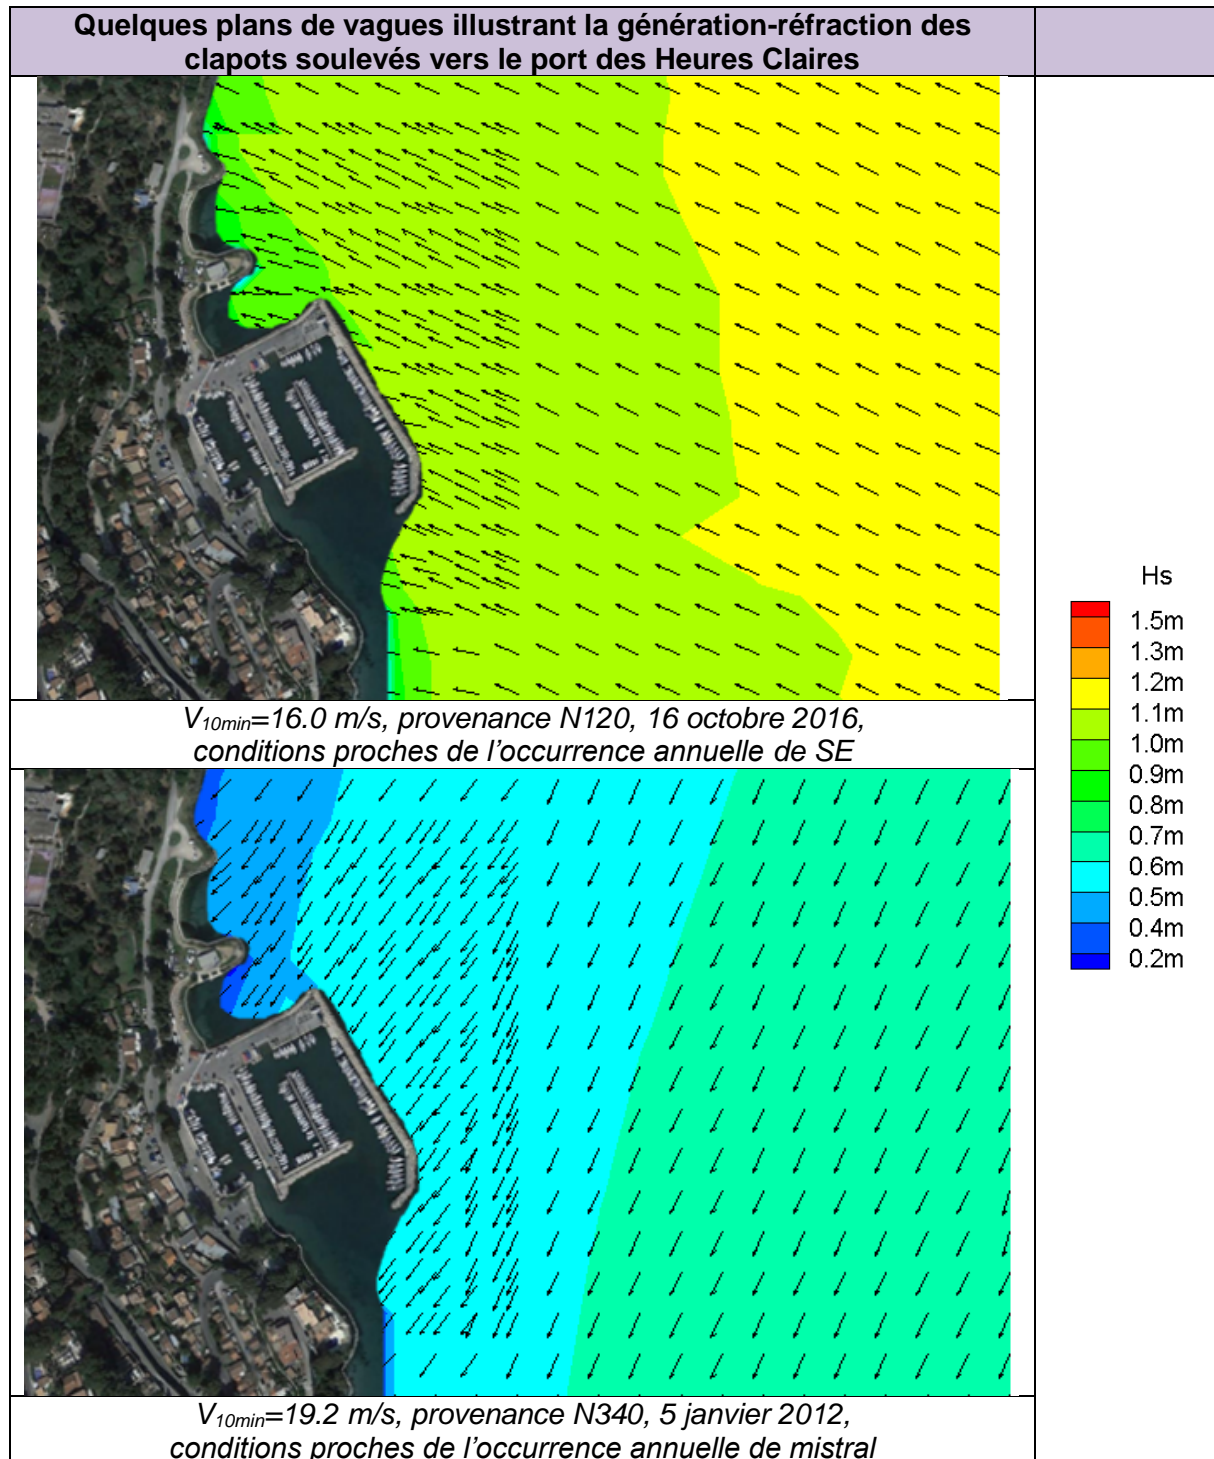 Quelques plans de vagues illustrant la génération-réfraction des
clapots soulevés vers le port des Heures Claires
V10min=16.0 m/s, provenance N120, 16 octobre 2016,
conditions proches de l'occurrence annuelle de SE
V10min=19.2 m/s, provenance N340, 5 janvier 2012,
conditions proches de l'occurrence annuelle de mistral
Hs
1.5m
1.3m
1.2m
1.1m
1.0m
0.9m
0.8m
0.7m
0.6m
0.5m
0.4m
0.2m